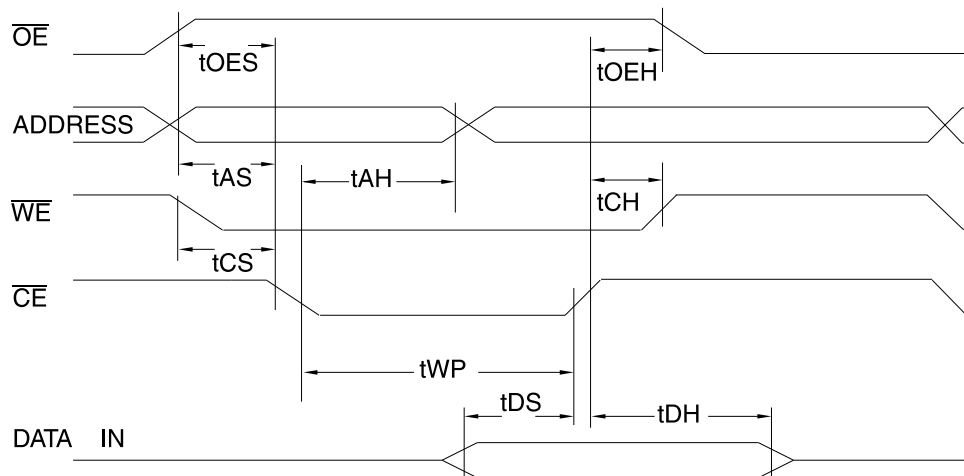 OE
tOES
tOEH
ADDRESS
tAS
tAH
WE
tCH
tCS
CE
tWP
tDS
tDH
DATA IN